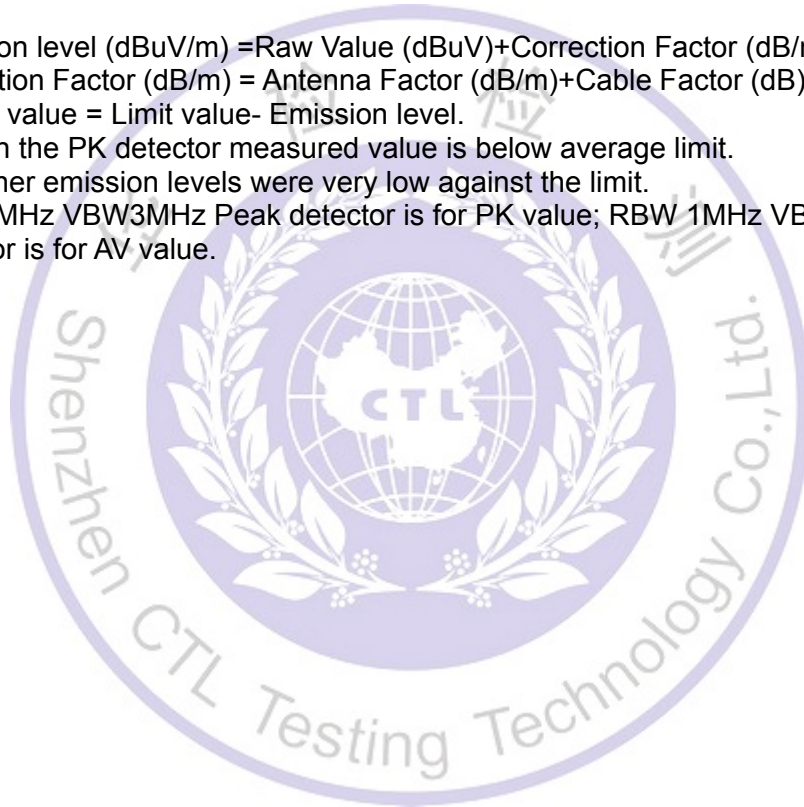 on level (dBuV/m) =Raw Value (dBuV)+Correction Factor (dB/m
tion Factor (dB/m) = Antenna Factor (dB/m)+Cable Factor (dB)
value = Limit value- Emission level.
n the PK detector measured value is below average limit.
her emission levels were very low against the limit.
MHz VBW3MHz Peak detector is for PK value; RBW 1MHz VB
or is for AV value.
检 检 测
CTL
Shenzhen CTL Testing Technology Co., Ltd.